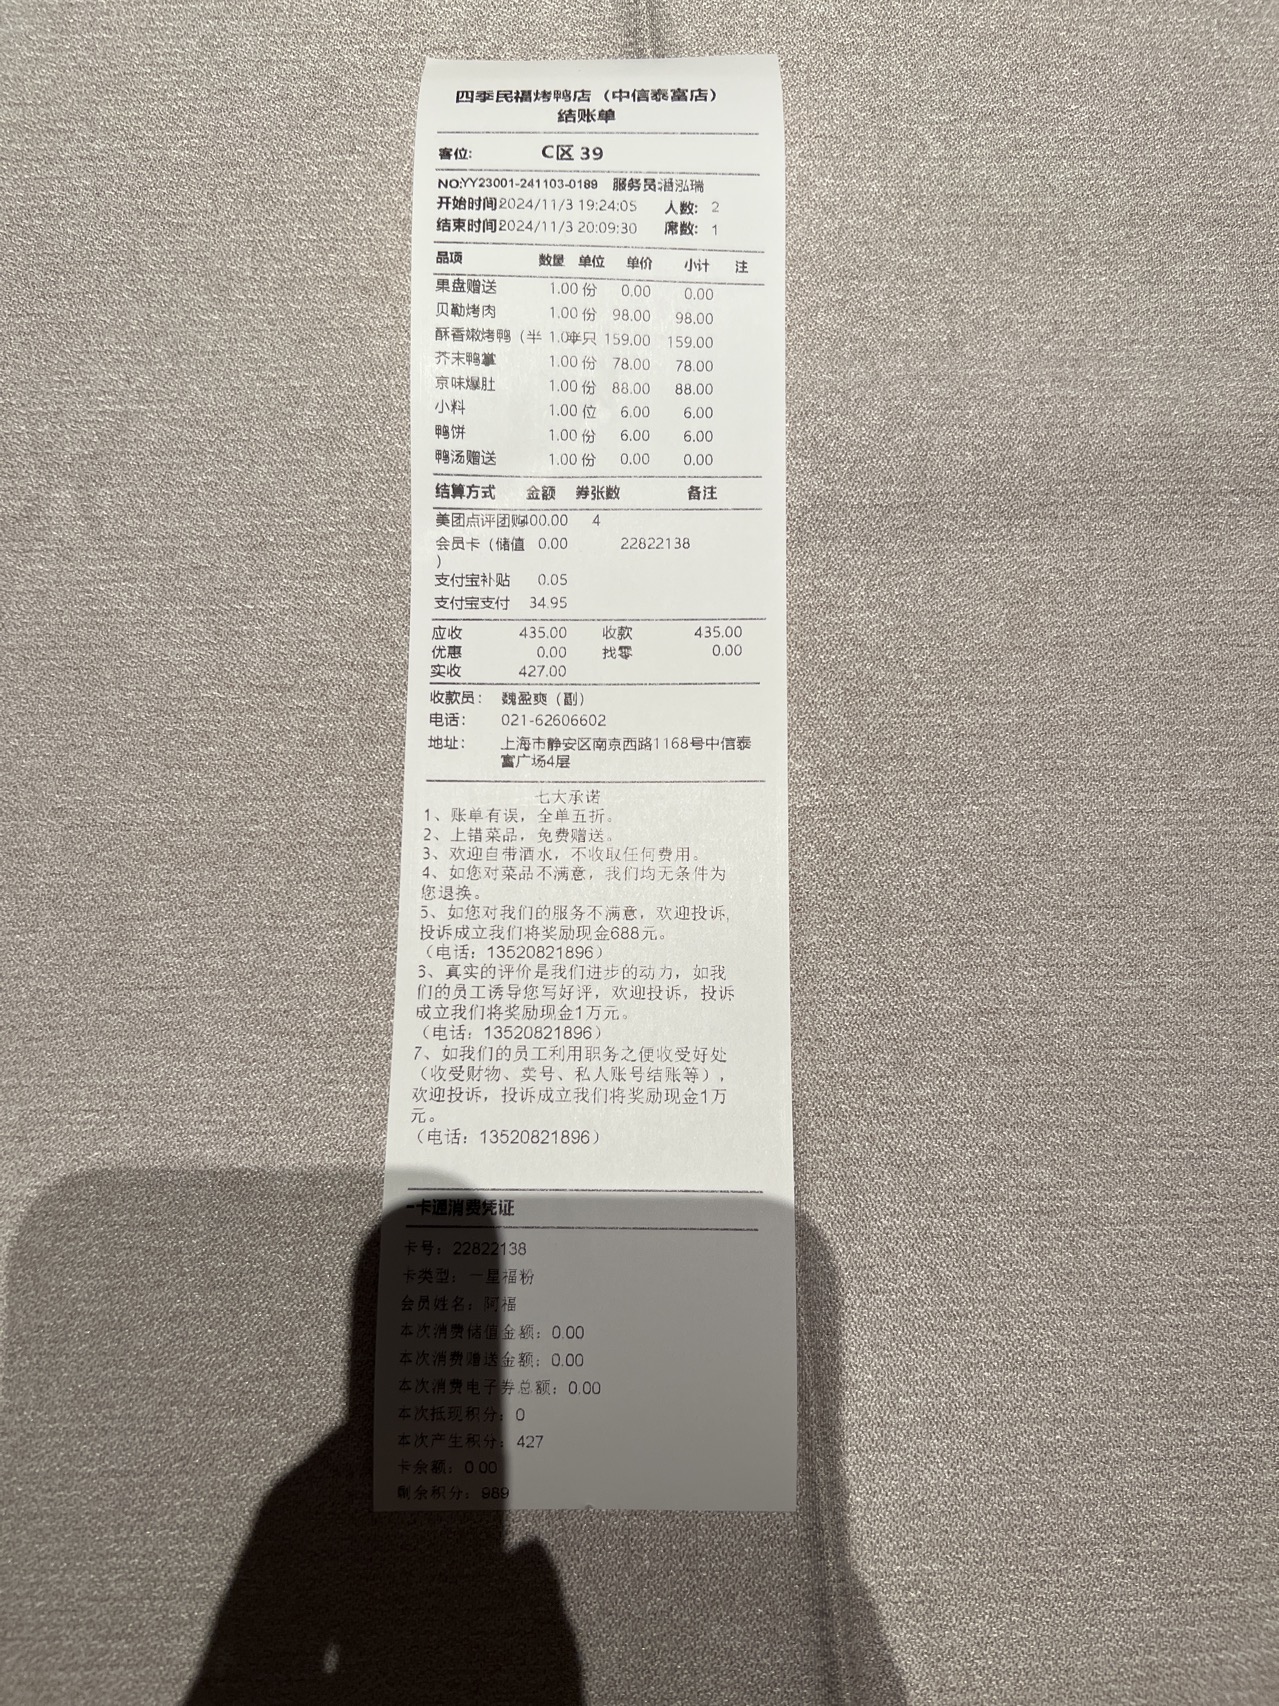 四季民福烤鸭店（中信泰富店）
结账单
客位: C区 39
NO:YY23001-241103-0189 服务员:潘泓瑞
开始时间2024/11/3 19:24:05 人数: 2
结束时间2024/11/3 20:09:30 席数: 1
品项 数量 单位 单价 小计 注
果盘赠送 1.00 份 0.00 0.00
贝勒烤肉 1.00 份 98.00 98.00
酥香嫩烤鸭（半 1.00半只 159.00 159.00
芥末鸭掌 1.00 份 78.00 78.00
京味爆肚 1.00 份 88.00 88.00
小料 1.00 位 6.00 6.00
鸭饼 1.00 份 6.00 6.00
鸭汤赠送 1.00 份 0.00 0.00
结算方式 金额 券张数 备注
美团点评团购400.00 4
会员卡（储值 0.00 22822138
）
支付宝补贴 0.05
支付宝支付 34.95
应收 435.00 收款 435.00
优惠 0.00 找零 0.00
实收 427.00
收款员: 魏盈爽（副）
电话: 021-62606602
地址: 上海市静安区南京西路1168号中信泰
富广场4层
七大承诺
1、账单有误，全单五折。
2、上错菜品，免费赠送。
3、欢迎自带酒水，不收取任何费用。
4、如您对菜品不满意，我们均无条件为
您退换。
5、如您对我们的服务不满意，欢迎投诉，
投诉成立我们将奖励现金688元。
（电话：13520821896）
3、真实的评价是我们进步的动力，如我
们的员工诱导您写好评，欢迎投诉，投诉
成立我们将奖励现金1万元。
（电话：13520821896）
7、如我们的员工利用职务之便收受好处
（收受财物、卖号、私人账号结账等），
欢迎投诉，投诉成立我们将奖励现金1万
元。
（电话：13520821896）
一卡通消费凭证
卡号：22822138
卡类型：一星福粉
会员姓名：阿福
本次消费储值金额：0.00
本次消费赠送金额：0.00
本次消费电子券总额：0.00
本次抵现积分：0
本次产生积分：427
卡余额：0.00
剩余积分：989